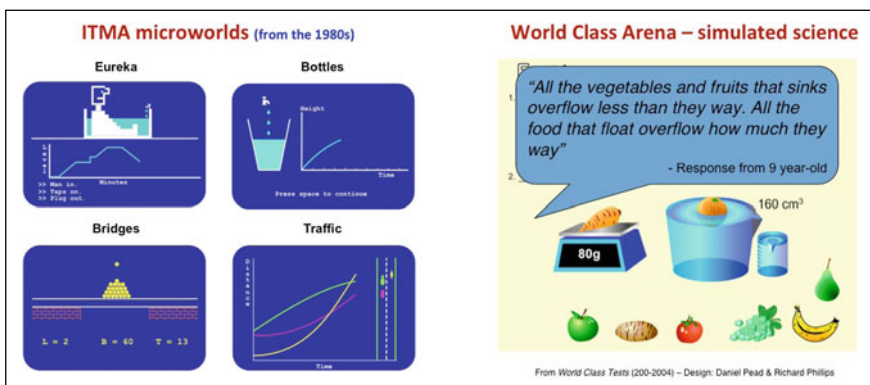 ITMA microworlds (from the 1980s)
Eureka
Bottles
Level
Minutes
>> Man in.
>> Taps on.
>> Plug out.
Height
Time
Press space to continue
Bridges
Traffic
L = 2 B = 60 T = 13
Distance
Time
World Class Arena – simulated science
1.
“All the vegetables and fruits that sinks
overflow less than they way. All the
food that float overflow how much they
way”
- Response from 9 year-old
2.
160 cm³
80g
From World Class Tests (200-2004) – Design: Daniel Pead & Richard Phillips